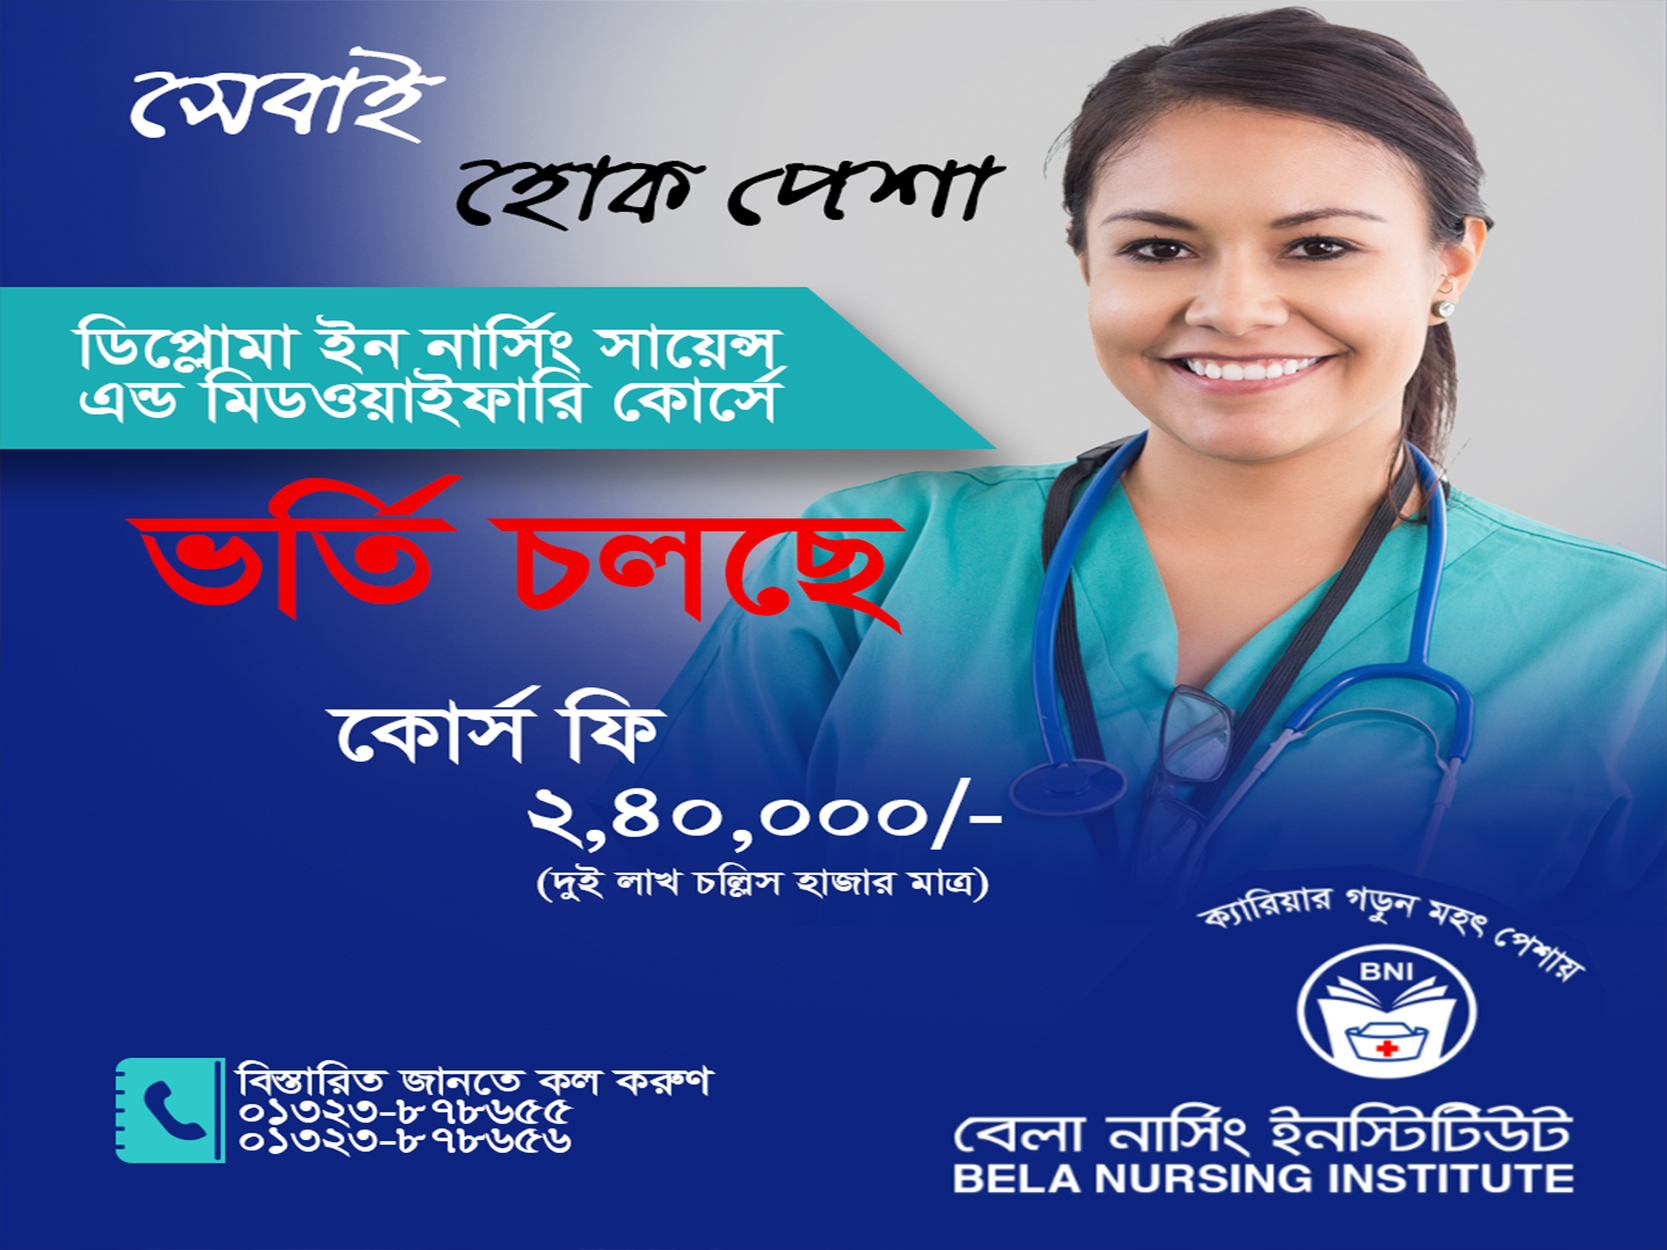 সেবাই
হোক পেশা
ডিপ্লোমা ইন নার্সিং সায়েন্স
এন্ড মিডওয়াইফারি কোর্সে
ভর্তি চলছে
কোর্স ফি
২,৪০,০০০/-
(দুই লাখ চল্লিস হাজার মাত্র)
ক্যারিয়ার গড়ুন মহৎ পেশায়
BNI
বিস্তারিত জানতে কল করুণ
০১৩২৩-৮৭৮৬৫৫
০১৩২৩-৮৭৮৬৫৬
বেলা নার্সিং ইনস্টিটিউট
BELA NURSING INSTITUTE